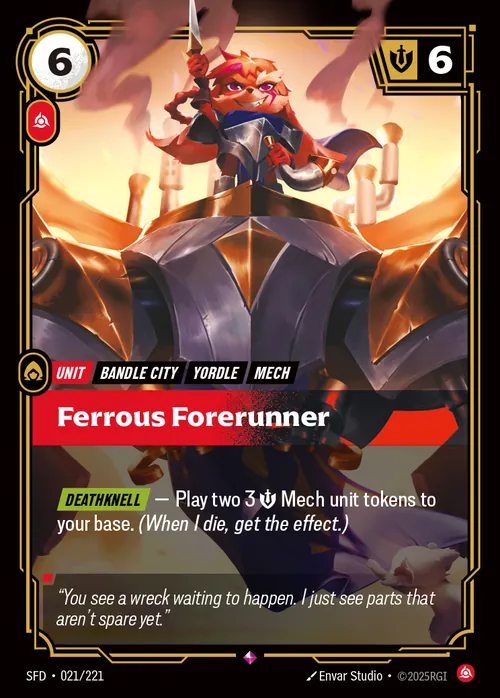 6
6
UNIT BANDLE CITY YORDLE MECH
Ferrous Forerunner
DEATHKNELL — Play two 3 Mech unit tokens to
your base. (When I die, get the effect.)
“You see a wreck waiting to happen. I just see parts that
aren’t spare yet.”
SFD • 021/221 Envar Studio • ©2025RGI